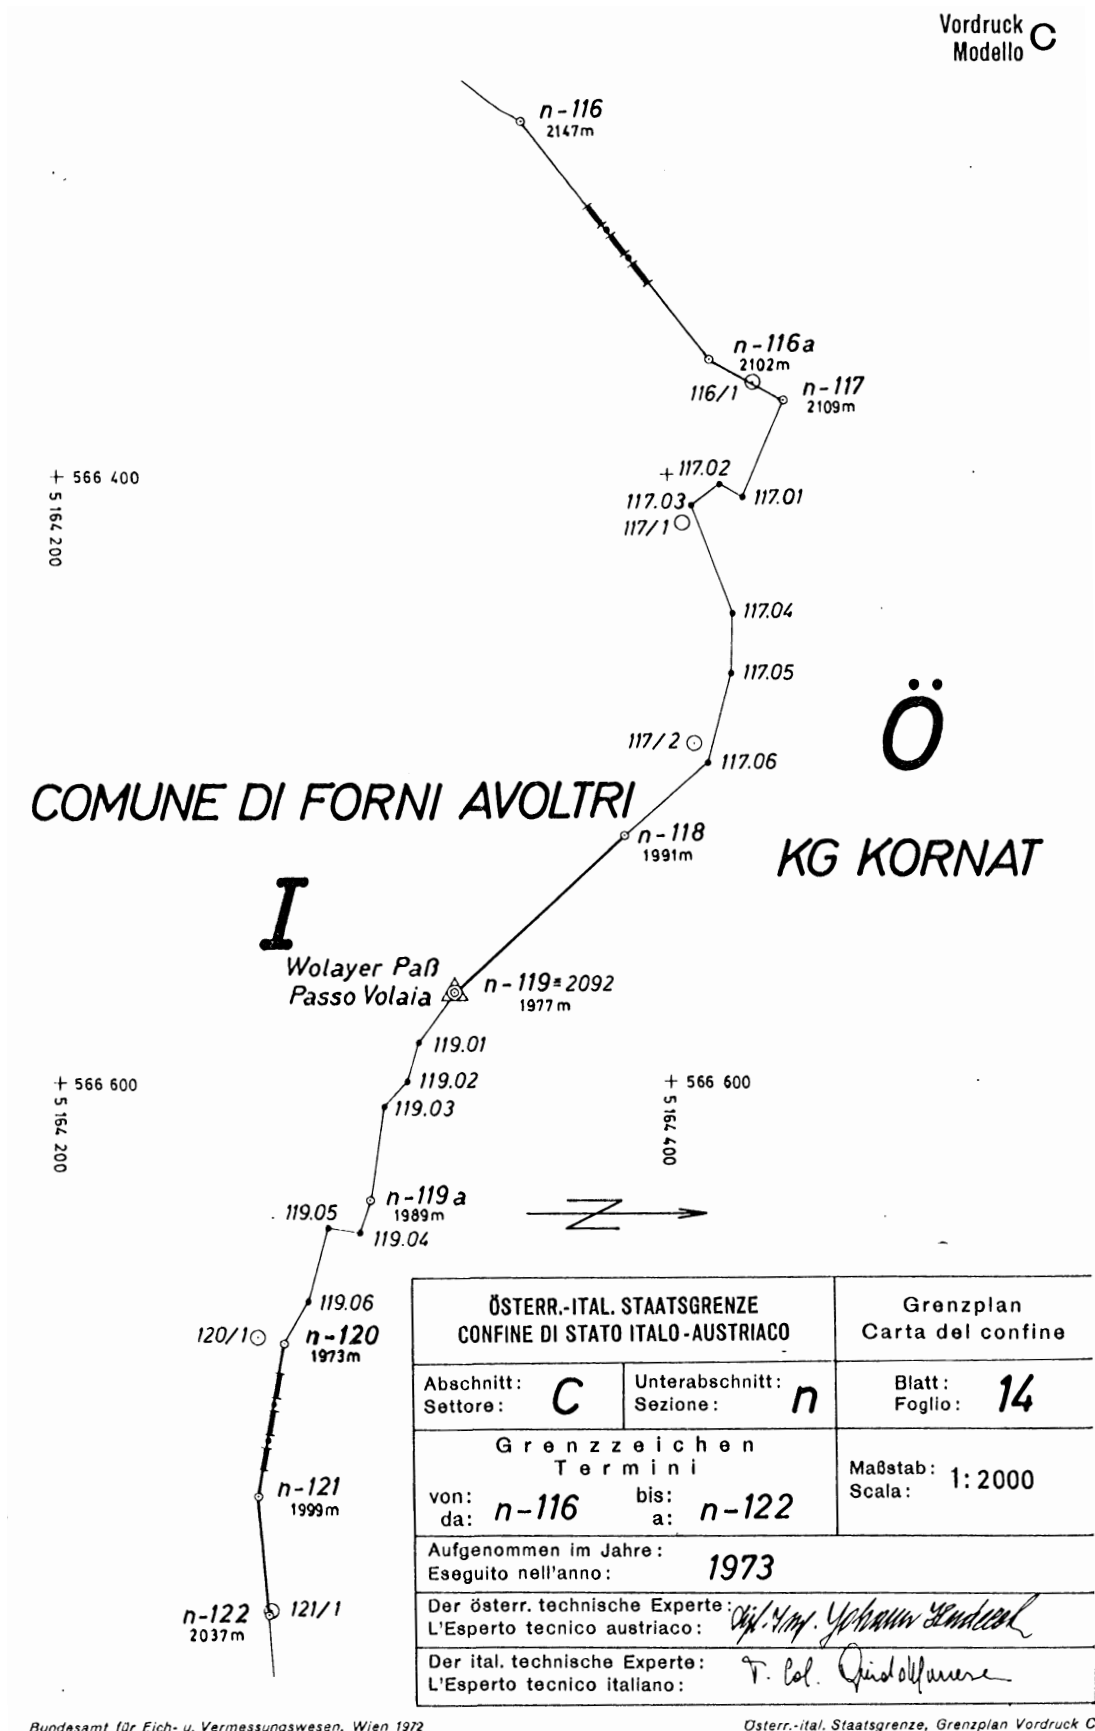 Vordruck C
Modello
n-116
2147m
n-116a
2102m
116/1
n-117
2109m
566 400
5 164 200
117.02
117.03
117.01
117/1
117.04
117.05
Ö
117/2
117.06
COMUNE DI FORNI AVOLTRI
n-118
1991m
KG KORNAT
I
Wolayer Paß
Passo Volaia
n-119=2092
1977m
119.01
119.02
119.03
566 600
5 164 200
566 600
5 164 400
n-119a
1989m
119.05
119.04
119.06
120/1
n-120
1973m
n-121
1999m
n-122
2037m
121/1
ÖSTERR.-ITAL. STAATSGRENZE
CONFINE DI STATO ITALO-AUSTRIACO
Grenzplan
Carta del confine
Abschnitt:
Settore:
C
Unterabschnitt:
Sezione:
n
Blatt:
Foglio:
14
Grenzzeichen
Termini
von:
da:
n-116
bis:
a:
n-122
Maßstab:
Scala:
1:2000
Aufgenommen im Jahre:
Eseguito nell'anno:
1973
Der österr. technische Experte:
L'Esperto tecnico austriaco:
Dipl. Ing. Johann
Der ital. technische Experte:
L'Esperto tecnico italiano:
T. Col.
Bundesamt für Eich- u. Vermessungswesen, Wien 1972
Österr.-ital. Staatsgrenze, Grenzplan Vordruck C